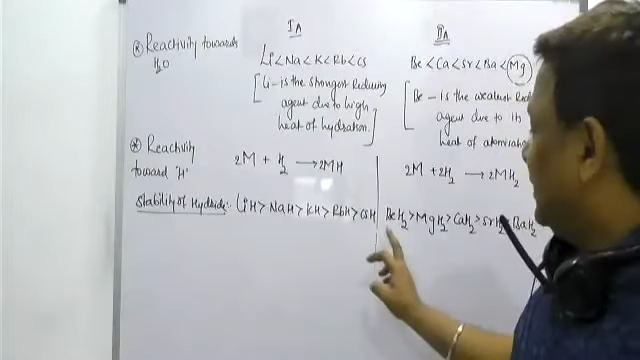 IA
IIA
⊛ Reactivity towards H₂O
Li < Na < K < Rb < Cs
Be < Ca < Sr < Ba < Mg
[Li - is the strongest Reducing
agent due to high
heat of hydration]
[Be - is the weakest
agent due to
heat of
⊛ Reactivity
toward 'H'
2M + H₂ → 2MH
2M + 2H₂ → 2MH₂
Stability of Hydride: LiH > NaH > KH > RbH > CsH
BeH₂ > MgH₂ > CaH₂ > SrH₂ BaH₂